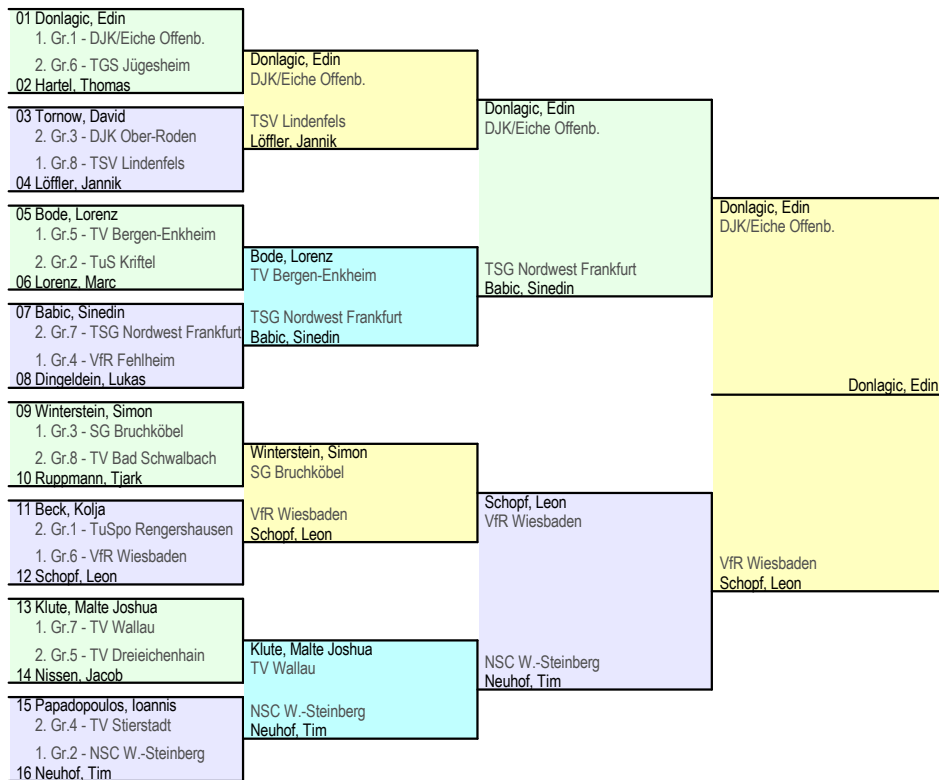 01 Donlagic, Edin
1. Gr.1 - DJK/Eiche Offenb.
2. Gr.6 - TGS Jügesheim
02 Hartel, Thomas
03 Tornow, David
2. Gr.3 - DJK Ober-Roden
1. Gr.8 - TSV Lindenfels
04 Löffler, Jannik
05 Bode, Lorenz
1. Gr.5 - TV Bergen-Enkheim
2. Gr.2 - TuS Kriftel
06 Lorenz, Marc
07 Babic, Sinedin
2. Gr.7 - TSG Nordwest Frankfurt
1. Gr.4 - VfR Fehlheim
08 Dingeldein, Lukas
09 Winterstein, Simon
1. Gr.3 - SG Bruchköbel
2. Gr.8 - TV Bad Schwalbach
10 Ruppmann, Tjark
11 Beck, Kolja
2. Gr.1 - TuSpo Rengershausen
1. Gr.6 - VfR Wiesbaden
12 Schopf, Leon
13 Klute, Malte Joshua
1. Gr.7 - TV Wallau
2. Gr.5 - TV Dreieichenhain
14 Nissen, Jacob
15 Papadopoulos, Ioannis
2. Gr.4 - TV Stierstadt
1. Gr.2 - NSC W.-Steinberg
16 Neuhof, Tim
Donlagic, Edin
DJK/Eiche Offenb.
TSV Lindenfels
Löffler, Jannik
Bode, Lorenz
TV Bergen-Enkheim
TSG Nordwest Frankfurt
Babic, Sinedin
Winterstein, Simon
SG Bruchköbel
VfR Wiesbaden
Schopf, Leon
Klute, Malte Joshua
TV Wallau
NSC W.-Steinberg
Neuhof, Tim
Donlagic, Edin
DJK/Eiche Offenb.
TSG Nordwest Frankfurt
Babic, Sinedin
Schopf, Leon
VfR Wiesbaden
NSC W.-Steinberg
Neuhof, Tim
Donlagic, Edin
DJK/Eiche Offenb.
VfR Wiesbaden
Schopf, Leon
Donlagic, Edin